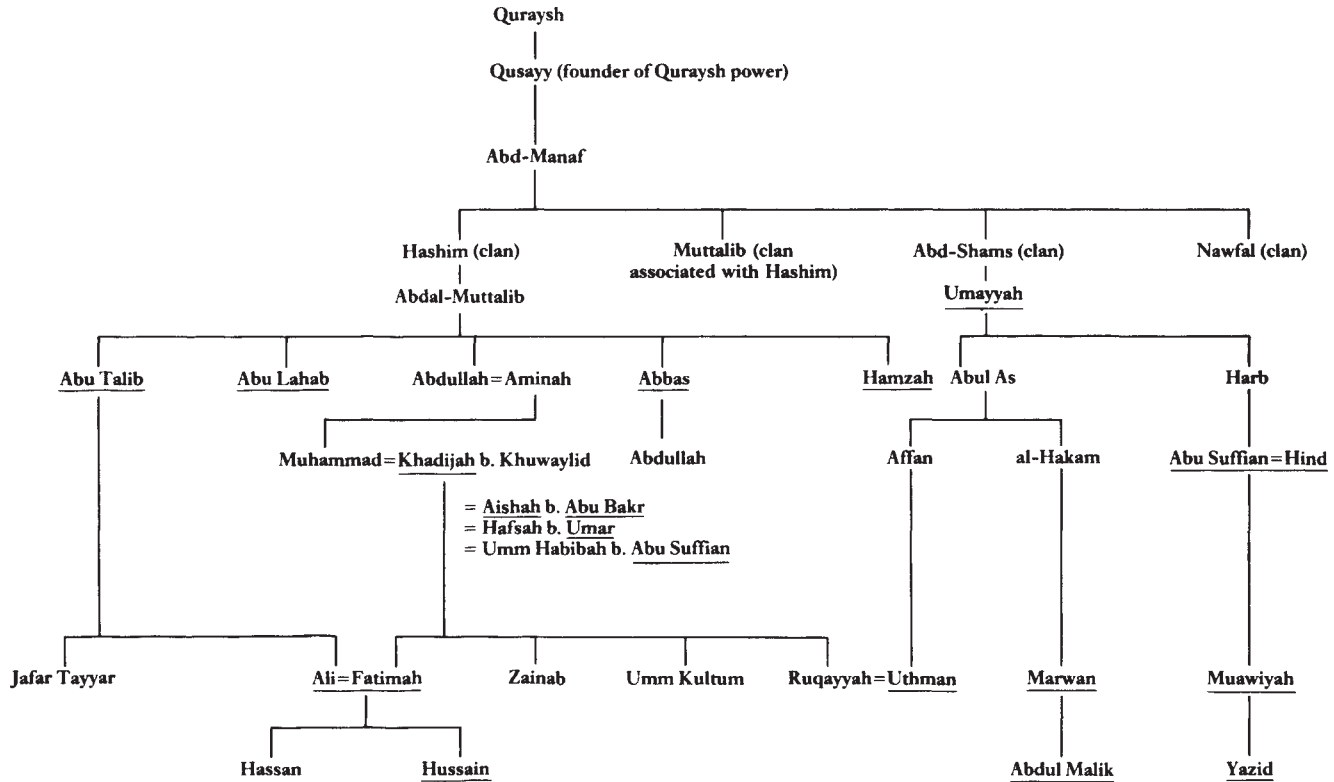 Quraysh
Qusayy (founder of Quraysh power)
Abd-Manaf
Hashim (clan)
Muttalib (clan
associated with Hashim)
Abd-Shams (clan)
Nawfal (clan)
Abdal-Muttalib
Umayyah
Abu Talib
Abu Lahab
Abdullah=Aminah
Abbas
Hamzah
Abul As
Harb
Muhammad=Khadijah b. Khuwaylid
Abdullah
Affan
al-Hakam
Abu Suffian=Hind
= Aishah b. Abu Bakr
= Hafsah b. Umar
= Umm Habibah b. Abu Suffian
Jafar Tayyar
Ali=Fatimah
Zainab
Umm Kultum
Ruqayyah=Uthman
Marwan
Muawiyah
Hassan
Hussain
Abdul Malik
Yazid